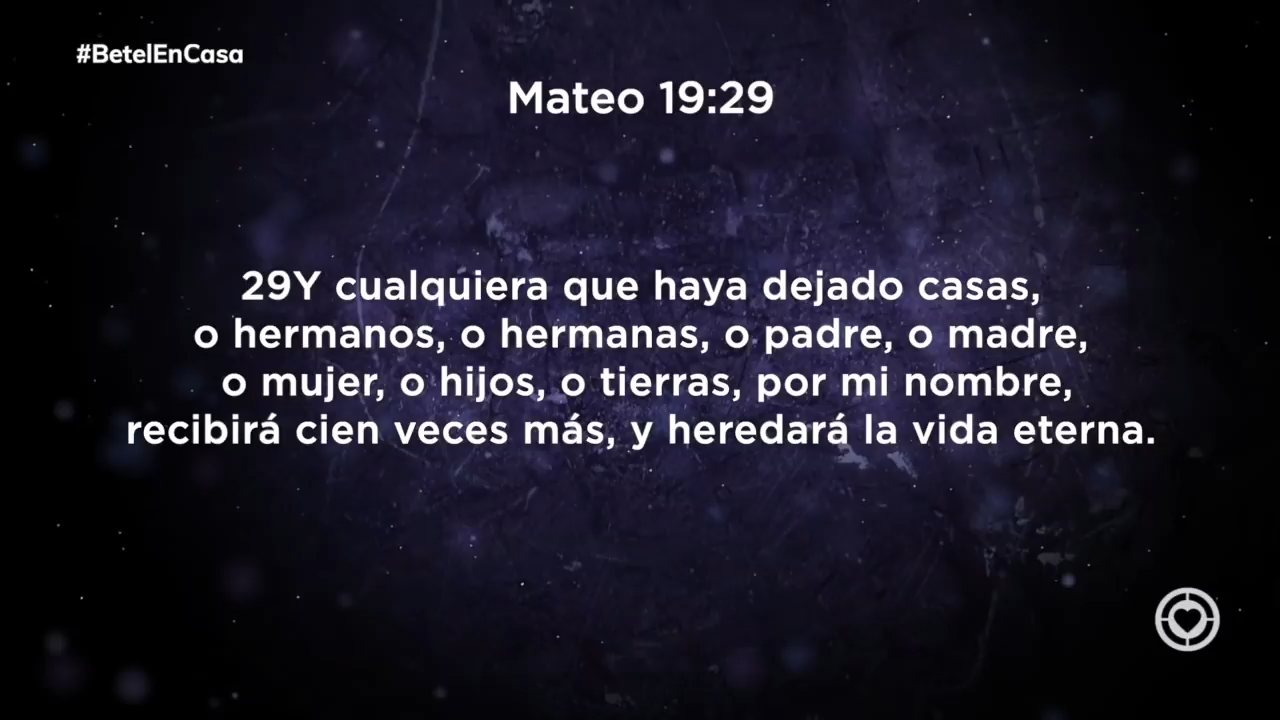 #BetelEnCasa
Mateo 19:29
29Y cualquiera que haya dejado casas,
o hermanos, o hermanas, o padre, o madre,
o mujer, o hijos, o tierras, por mi nombre,
recibirá cien veces más, y heredará la vida eterna.